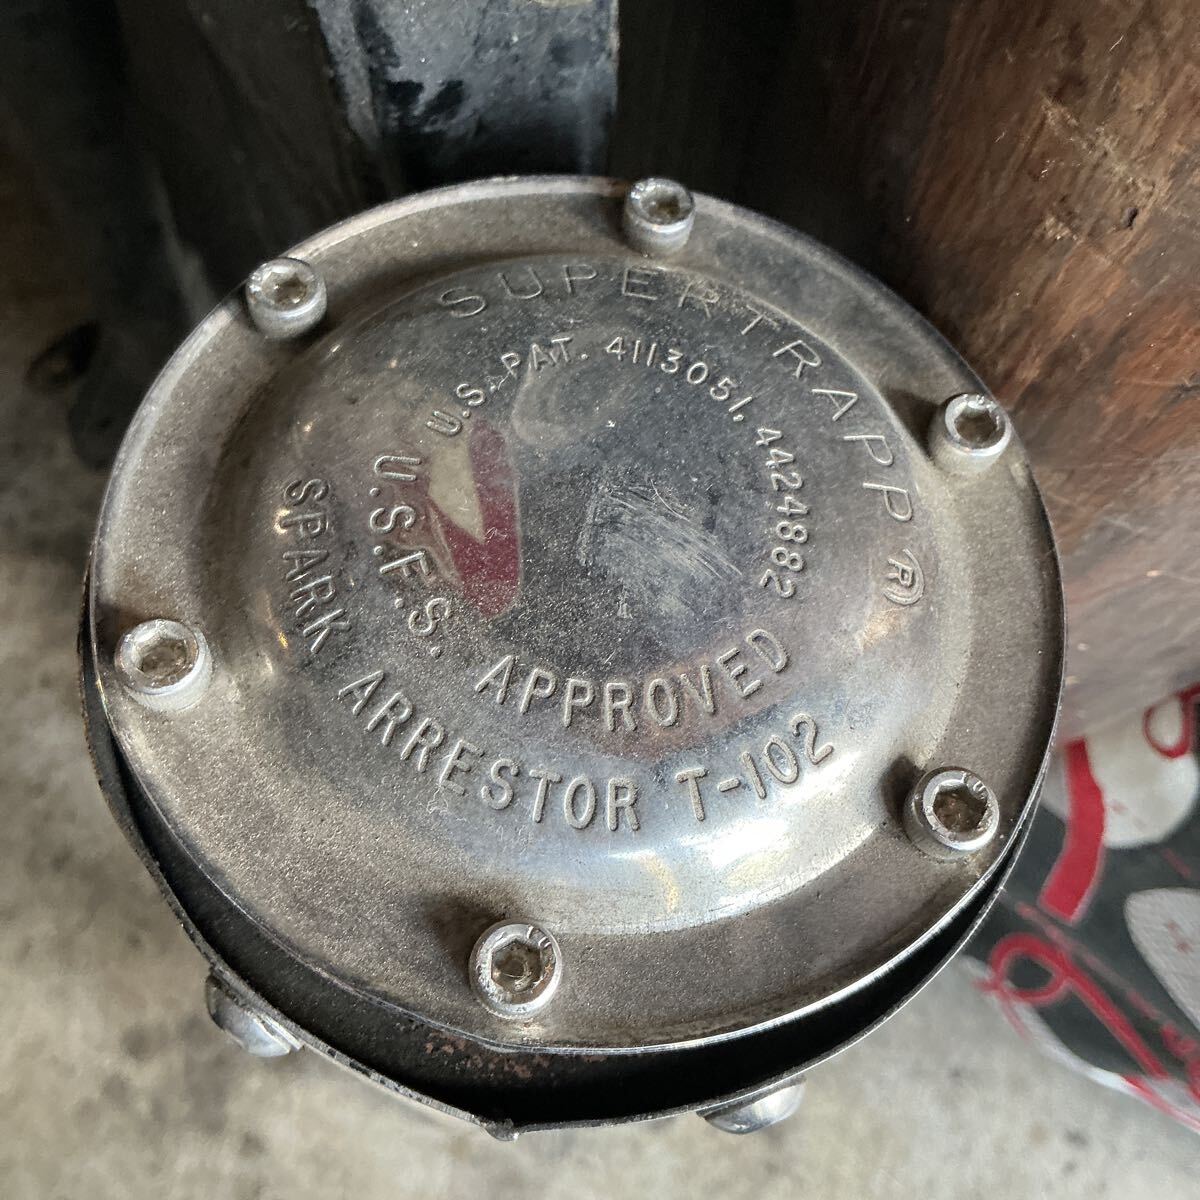 SUPERTRAPP ®
U.S. PAT. 4113051, 4424882
U.S.F.S. APPROVED
SPARK ARRESTOR T-102